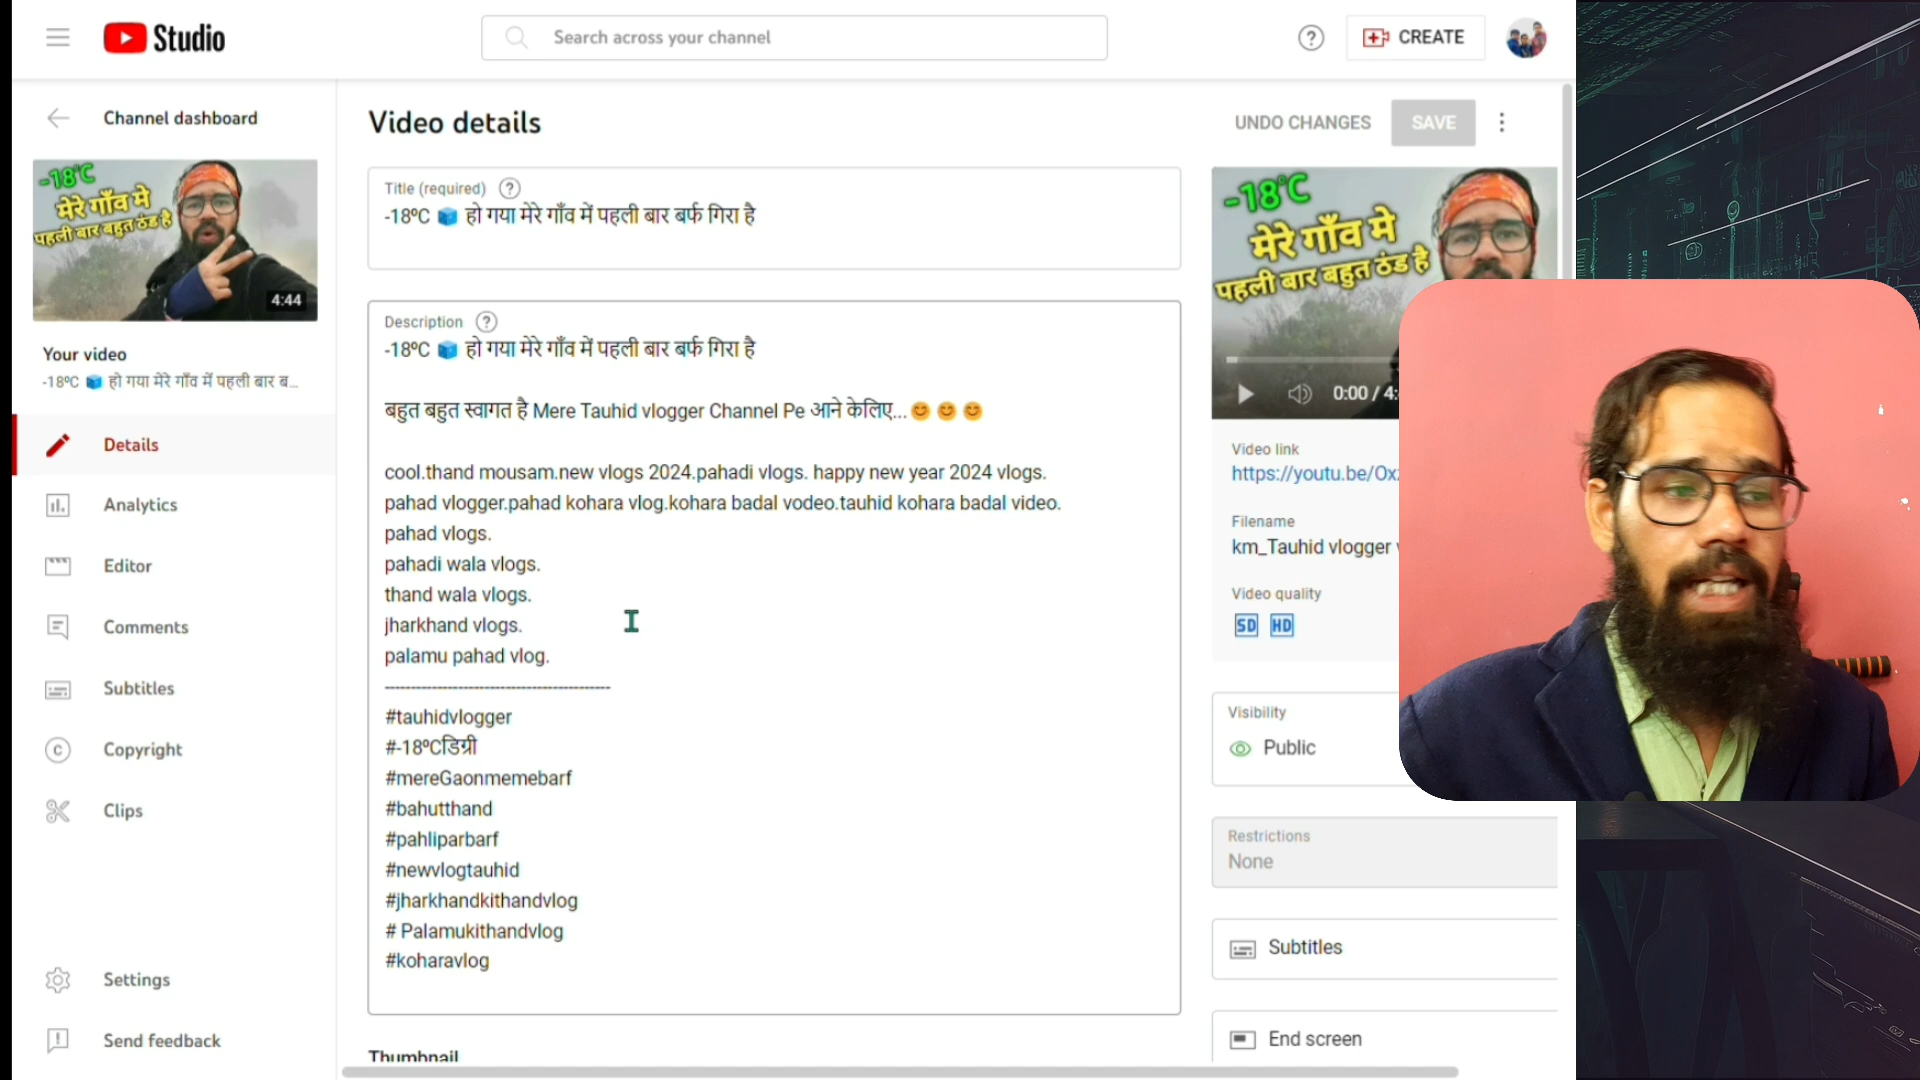 Studio
Search across your channel
CREATE
Channel dashboard
Video details
UNDO CHANGES
SAVE
-18°C
मेरे गाँव मे
पहली बार बहुत ठंड है
4:44
Your video
-18ºC हो गया मेरे गाँव में पहली बार ब...
Details
Analytics
Editor
Comments
Subtitles
Copyright
Clips
Settings
Send feedback
Title (required)
-18ºC हो गया मेरे गाँव में पहली बार बर्फ गिरा है
Description
-18ºC हो गया मेरे गाँव में पहली बार बर्फ गिरा है
बहुत बहुत स्वागत है Mere Tauhid vlogger Channel Pe आने केलिए...
cool.thand mousam.new vlogs 2024.pahadi vlogs. happy new year 2024 vlogs.
pahad vlogger.pahad kohara vlog.kohara badal vodeo.tauhid kohara badal video.
pahad vlogs.
pahadi wala vlogs.
thand wala vlogs.
jharkhand vlogs.
palamu pahad vlog.
-------------------------------------------
#tauhidvlogger
#-18ºCडिग्री
#mereGaonmemebarf
#bahutthand
#pahliparbarf
#newvlogtauhid
#jharkhandkithandvlog
# Palamukithandvlog
#koharavlog
Thumbnail
-18°C
मेरे गाँव मे
पहली बार बहुत ठंड है
0:00 / 4:
Video link
https://youtu.be/Ox
Filename
km_Tauhid vlogger
Video quality
SD HD
Visibility
Public
Restrictions
None
Subtitles
End screen